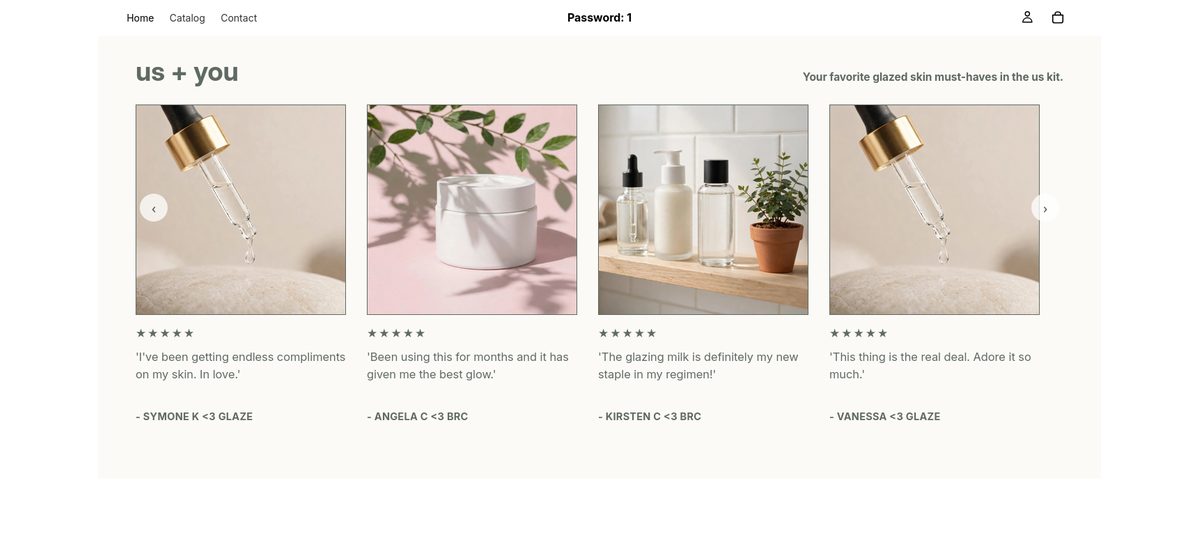 Home Catalog Contact Password: 1
us + you
Your favorite glazed skin must-haves in the us kit.
‹ ›
★★★★★ ★★★★★ ★★★★★ ★★★★★
'I've been getting endless compliments
on my skin. In love.'
'Been using this for months and it has
given me the best glow.'
'The glazing milk is definitely my new
staple in my regimen!'
'This thing is the real deal. Adore it so
much.'
- SYMONE K <3 GLAZE
- ANGELA C <3 BRC
- KIRSTEN C <3 BRC
- VANESSA <3 GLAZE